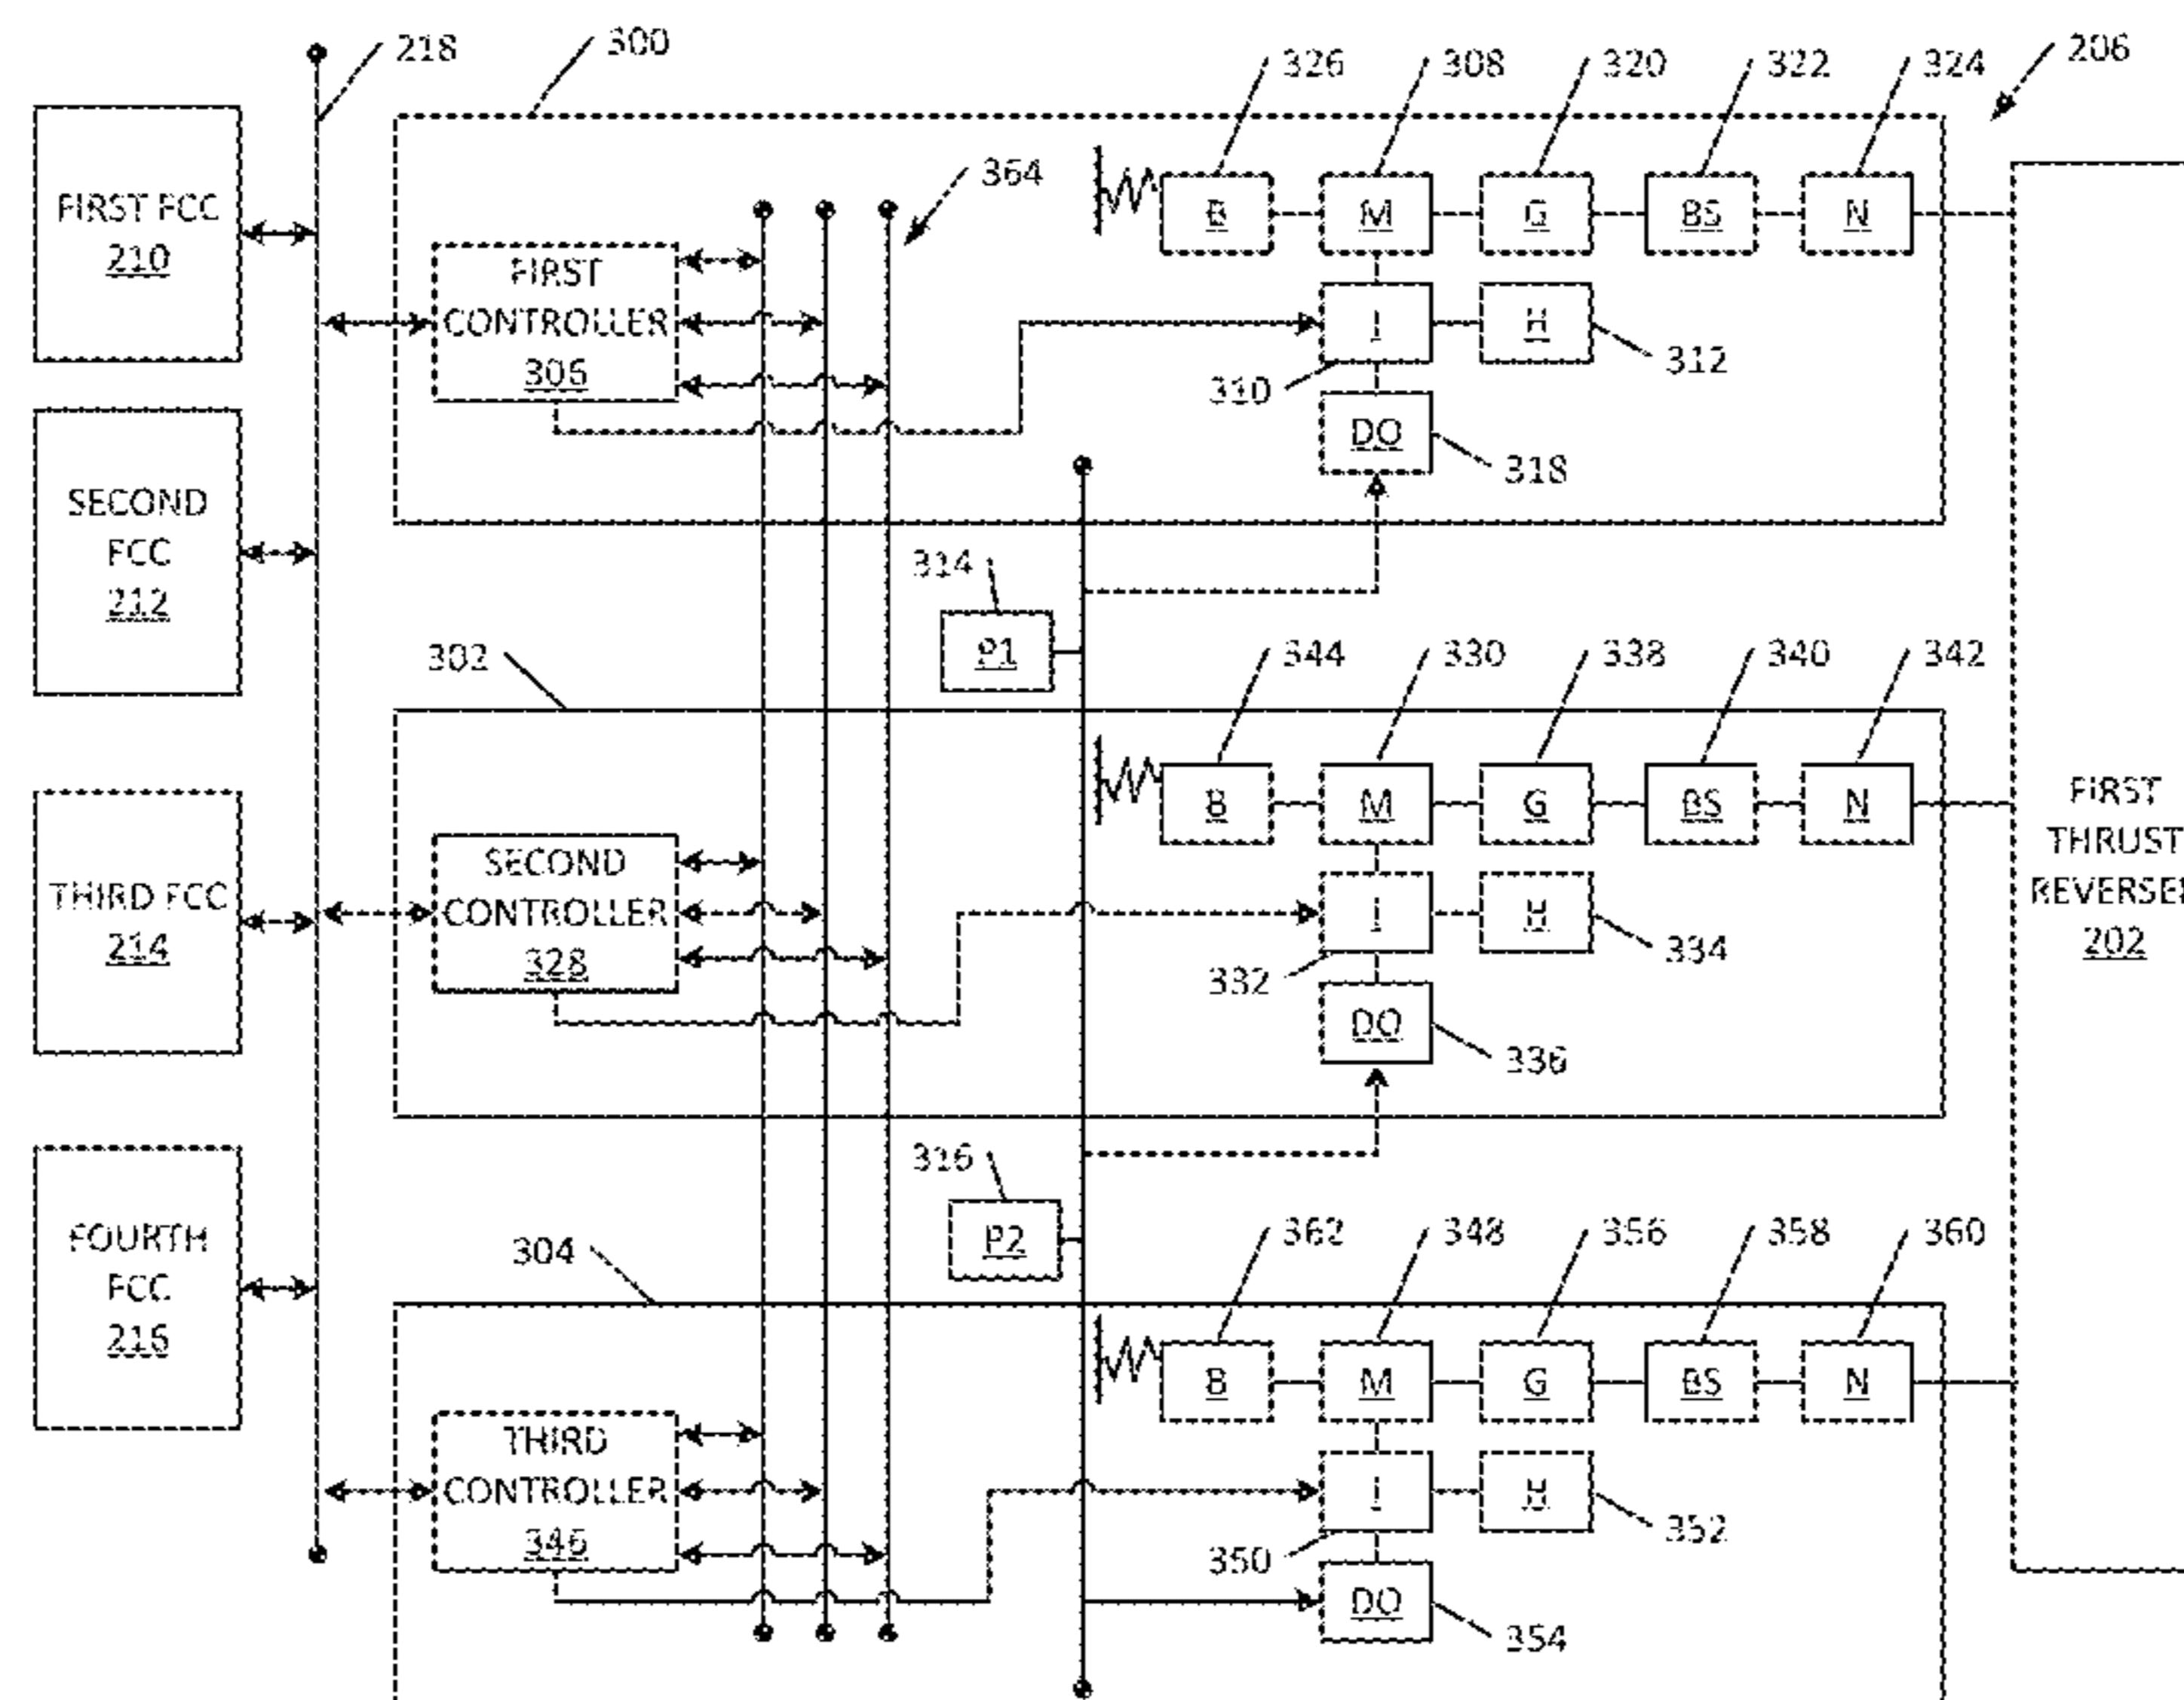 218
300
326
308
320
322
324
206
364
FIRST FCC
210
B
M
G
BS
N
FIRST
CONTROLLER
306
I
H
312
310
DO
318
SECOND
FCC
212
314
P1
302
344
330
338
340
342
B
M
G
BS
N
FIRST
THRUST
REVERSER
202
THIRD FCC
214
SECOND
CONTROLLER
328
I
H
334
332
DO
336
316
P2
FOURTH
FCC
216
304
362
348
356
358
360
B
M
G
BS
N
THIRD
CONTROLLER
346
I
H
352
350
DO
354